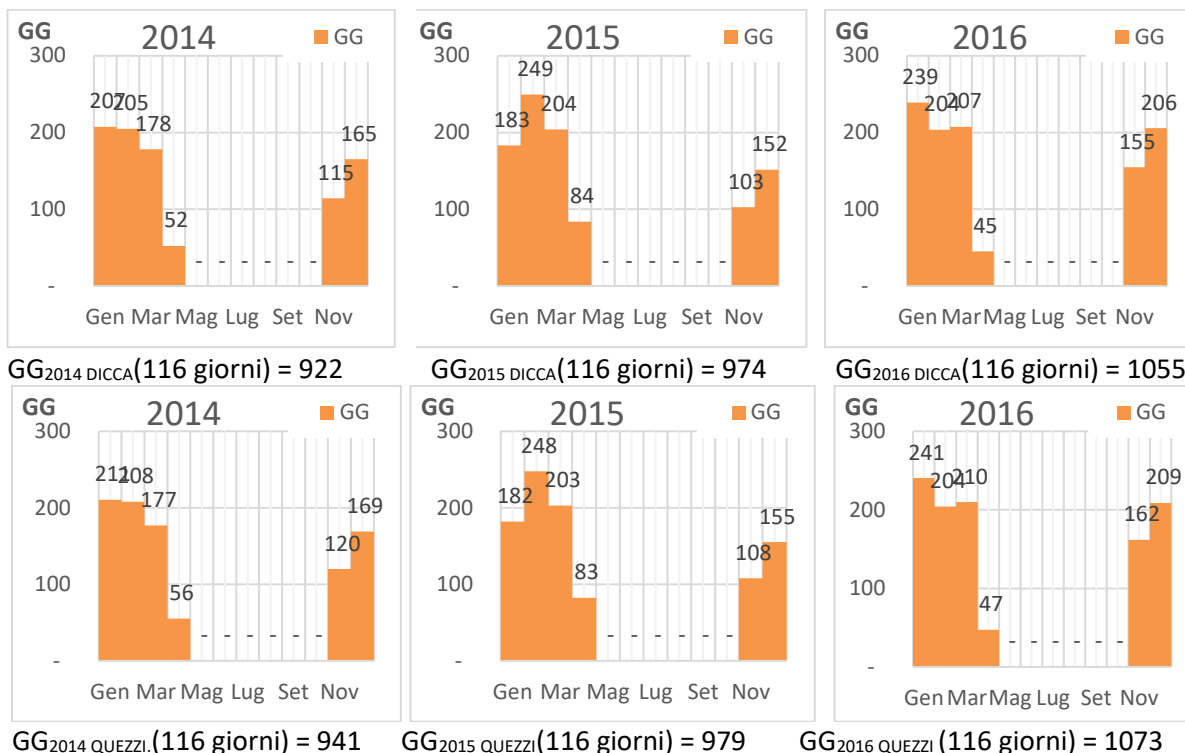 GG 2014 GG
300
207 205 178 165
200
115
100
52
- - - - - -
-
Gen Mar Mag Lug Set Nov
GG2014 DICCA(116 giorni) = 922
GG 2015 GG
300
249
183 204 152
200
103
84
100
- - - - - -
-
Gen Mar Mag Lug Set Nov
GG2015 DICCA(116 giorni) = 974
GG 2016 GG
300
239
204 207 206
200
155
100
45
- - - - - -
-
Gen Mar Mag Lug Set Nov
GG2016 DICCA(116 giorni) = 1055
GG 2014 GG
300
211 208 177 169
200
120
100
56
- - - - - -
-
Gen Mar Mag Lug Set Nov
GG2014 QUEZZI.(116 giorni) = 941
GG 2015 GG
300
248
182 203 155
200
108
83
100
- - - - - -
-
Gen Mar Mag Lug Set Nov
GG2015 QUEZZI(116 giorni) = 979
GG 2016 GG
300
241
204 210 209
200
162
100
47
- - - - - -
-
Gen Mar Mag Lug Set Nov
GG2016 QUEZZI (116 giorni) = 1073